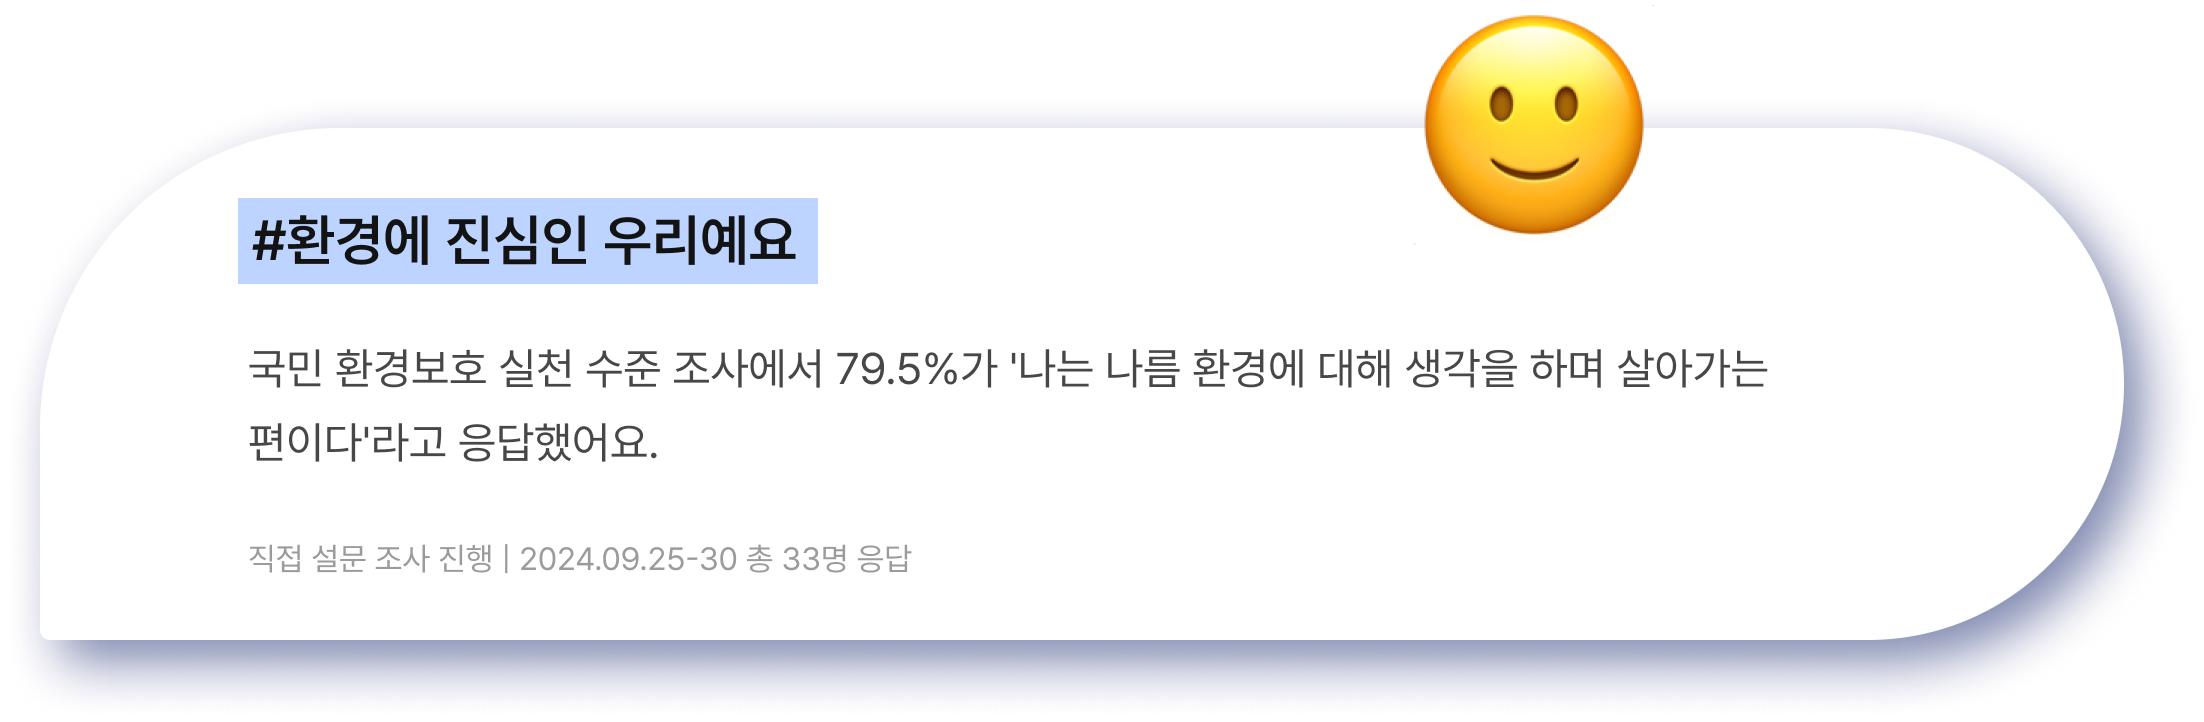 #환경에 진심인 우리예요
국민 환경보호 실천 수준 조사에서 79.5%가 '나는 나름 환경에 대해 생각을 하며 살아가는
편이다'라고 응답했어요.
직접 설문 조사 진행 | 2024.09.25-30 총 33명 응답